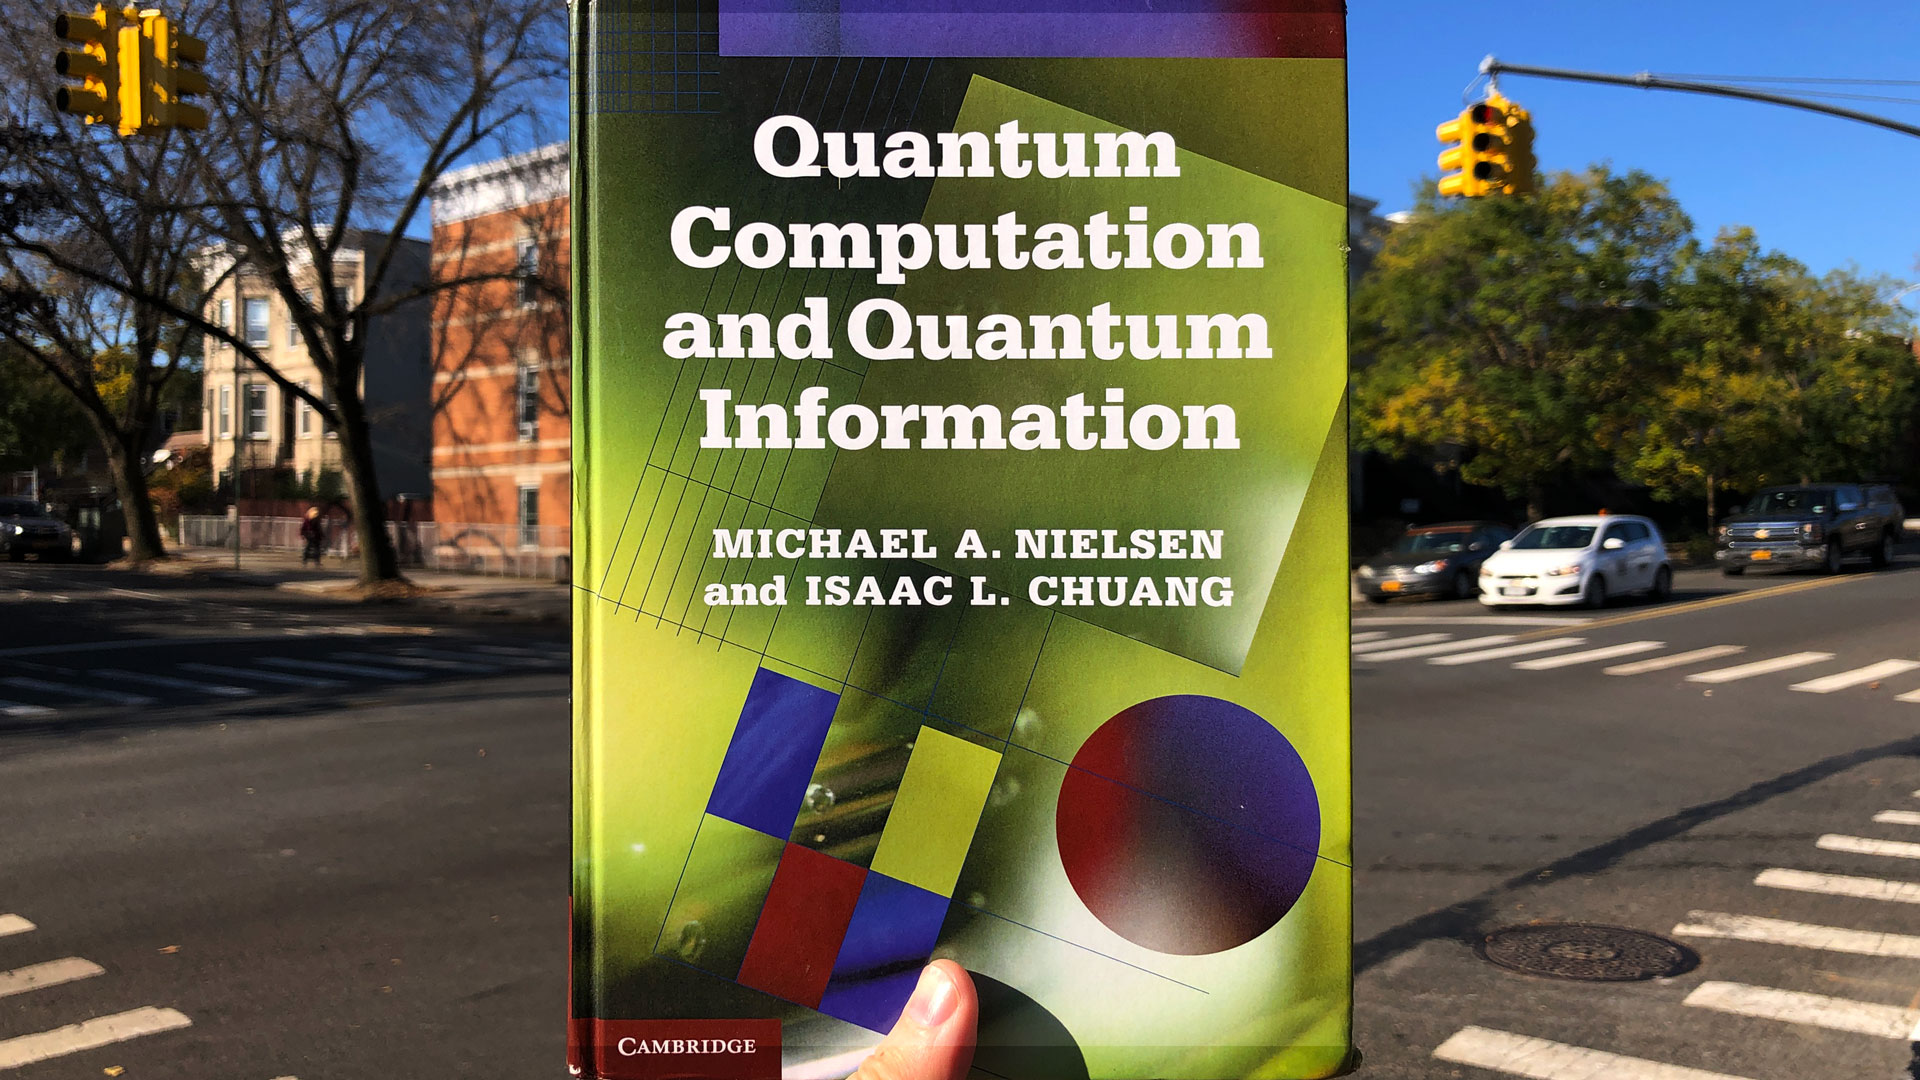 Quantum
Computation
and Quantum
Information
MICHAEL A. NIELSEN
and ISAAC L. CHUANG
CAMBRIDGE